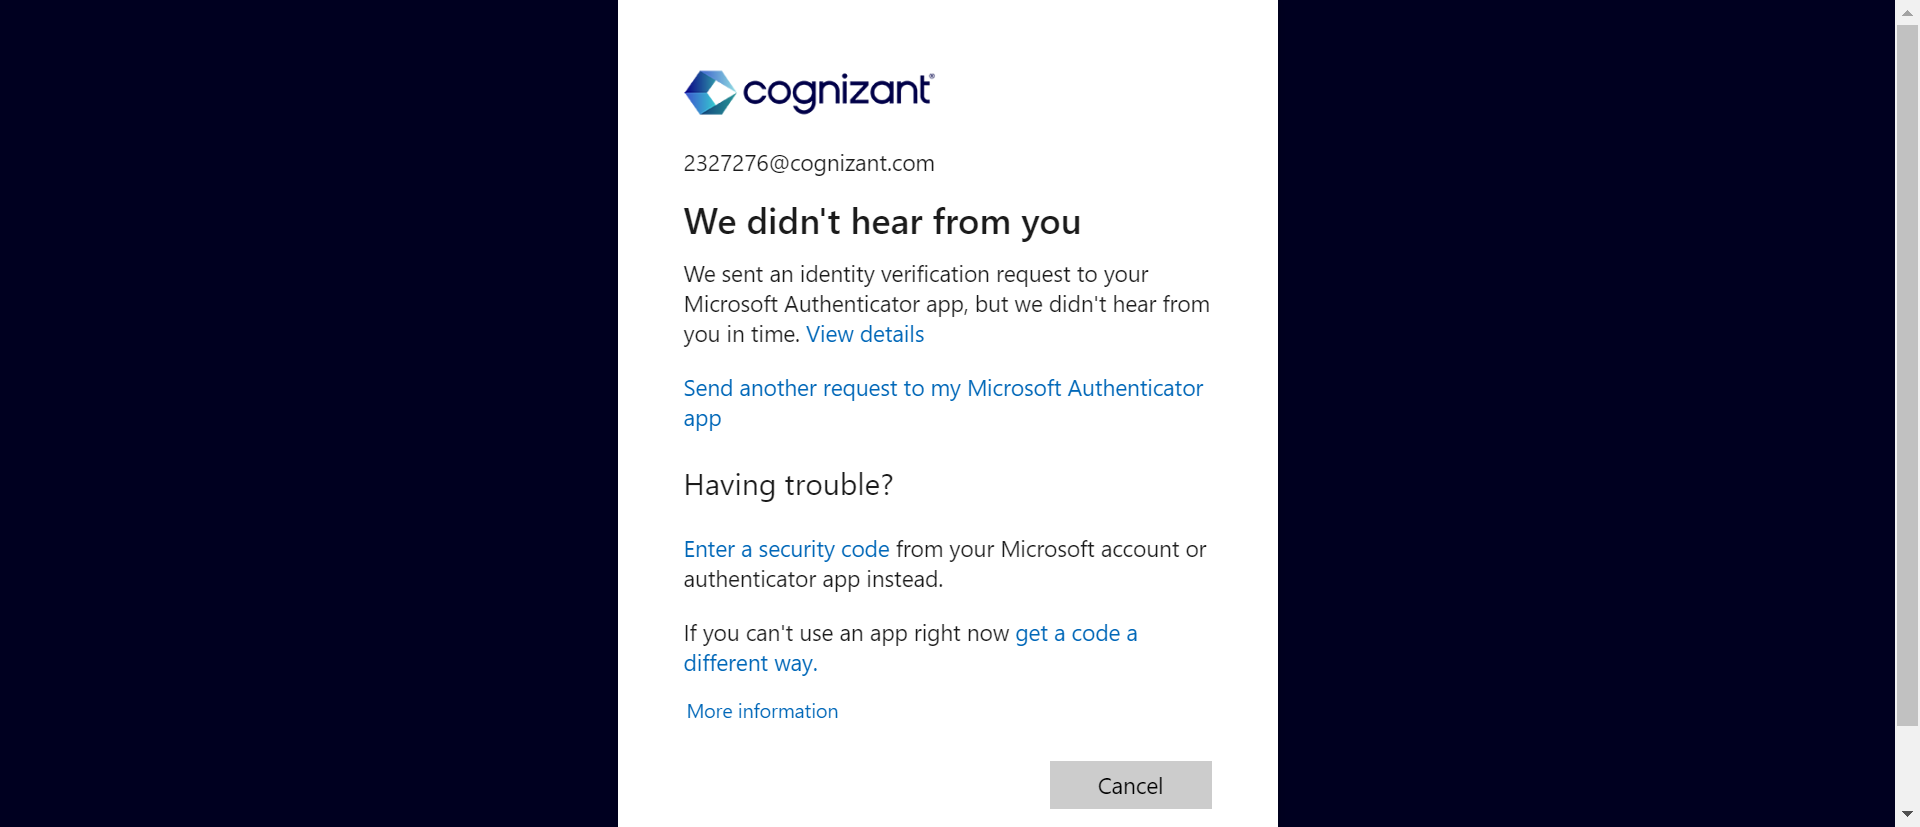 cognizant®
2327276@cognizant.com
We didn't hear from you
We sent an identity verification request to your
Microsoft Authenticator app, but we didn't hear from
you in time. View details
Send another request to my Microsoft Authenticator
app
Having trouble?
Enter a security code from your Microsoft account or
authenticator app instead.
If you can't use an app right now get a code a
different way.
More information
Cancel